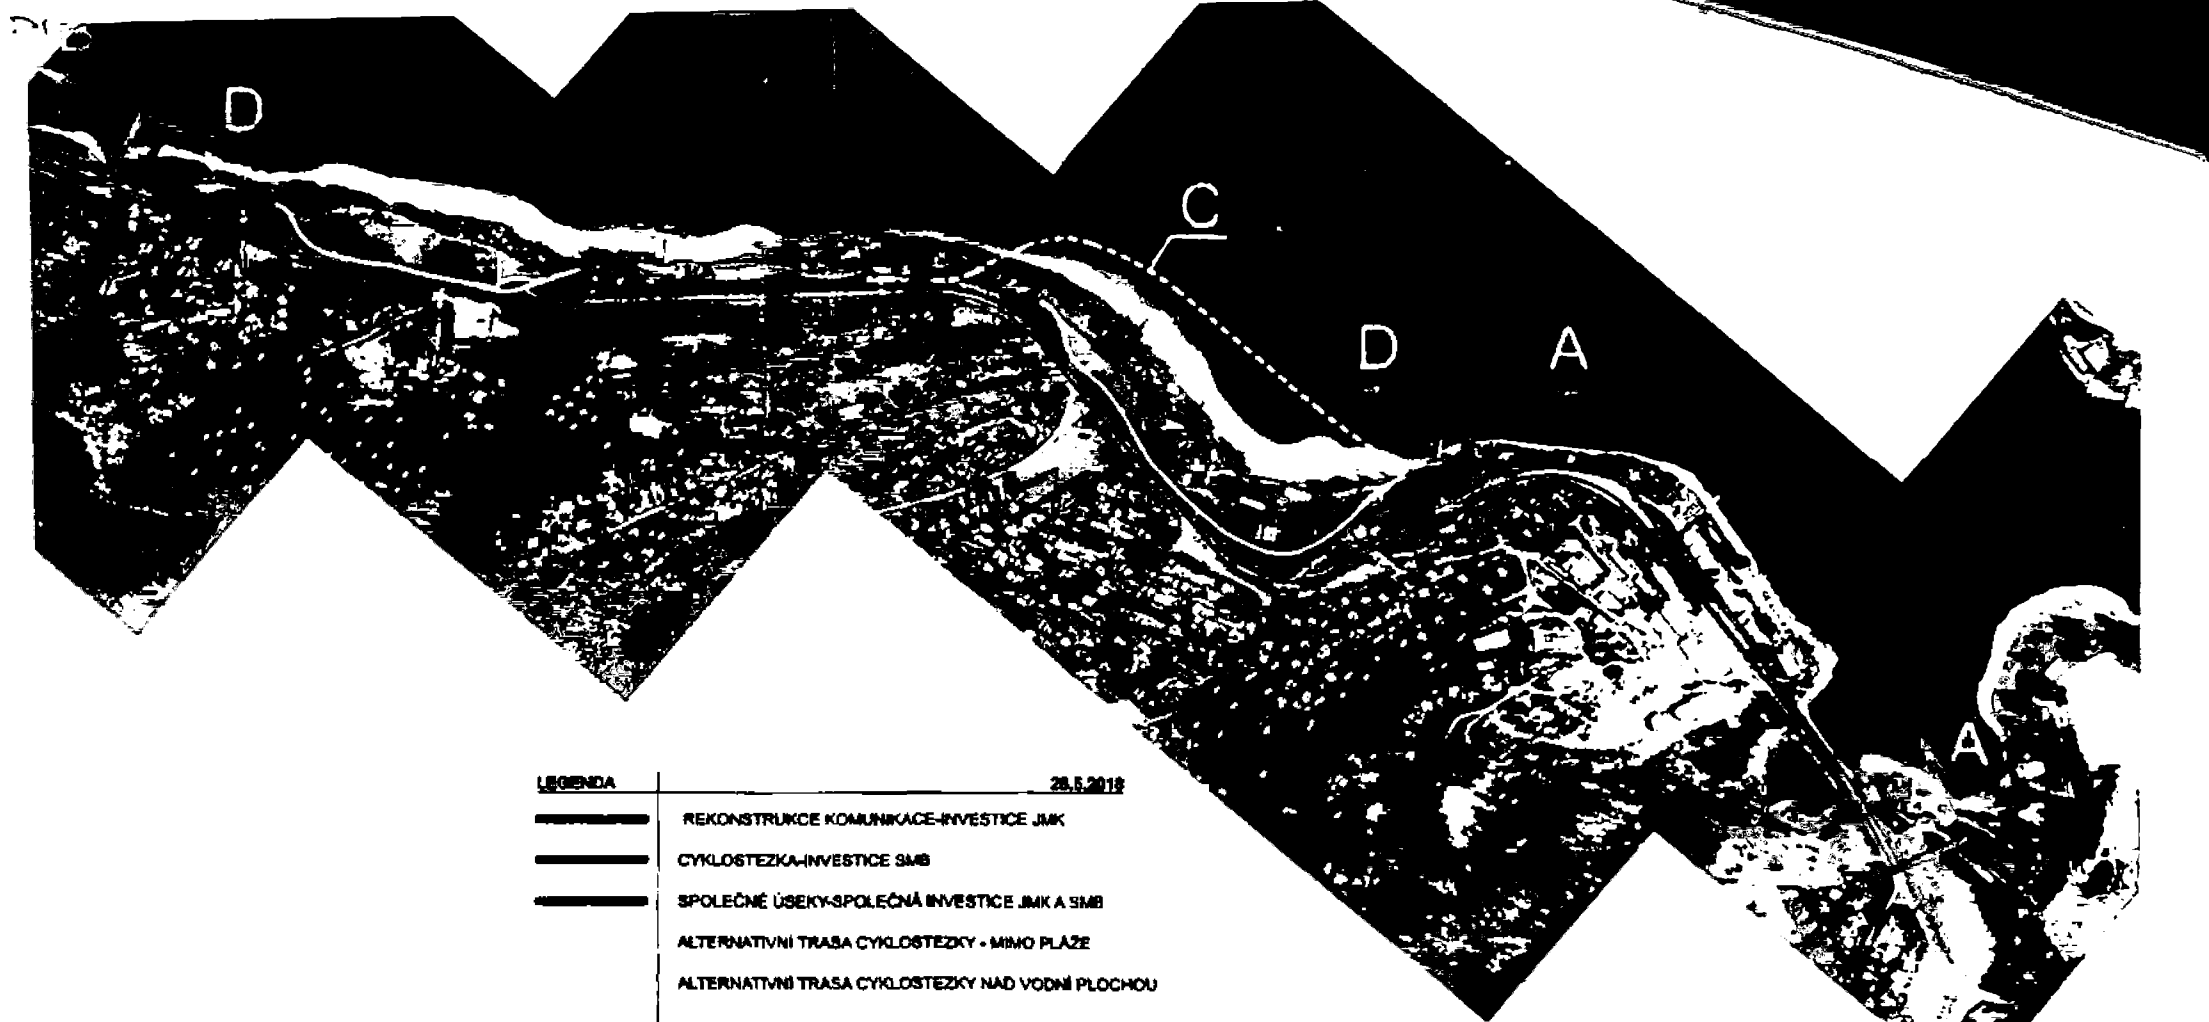 D
C
D A
A
LEGENDA 28.5.2018
REKONSTRUKCE KOMUNIKACE-INVESTICE JMK
CYKLOSTEZKA-INVESTICE SMB
SPOLEČNÉ ÚSEKY-SPOLEČNÁ INVESTICE JMK A SMB
ALTERNATIVNÍ TRASA CYKLOSTEZKY - MIMO PLÁŽE
ALTERNATIVNÍ TRASA CYKLOSTEZKY NAD VODNÍ PLOCHOU